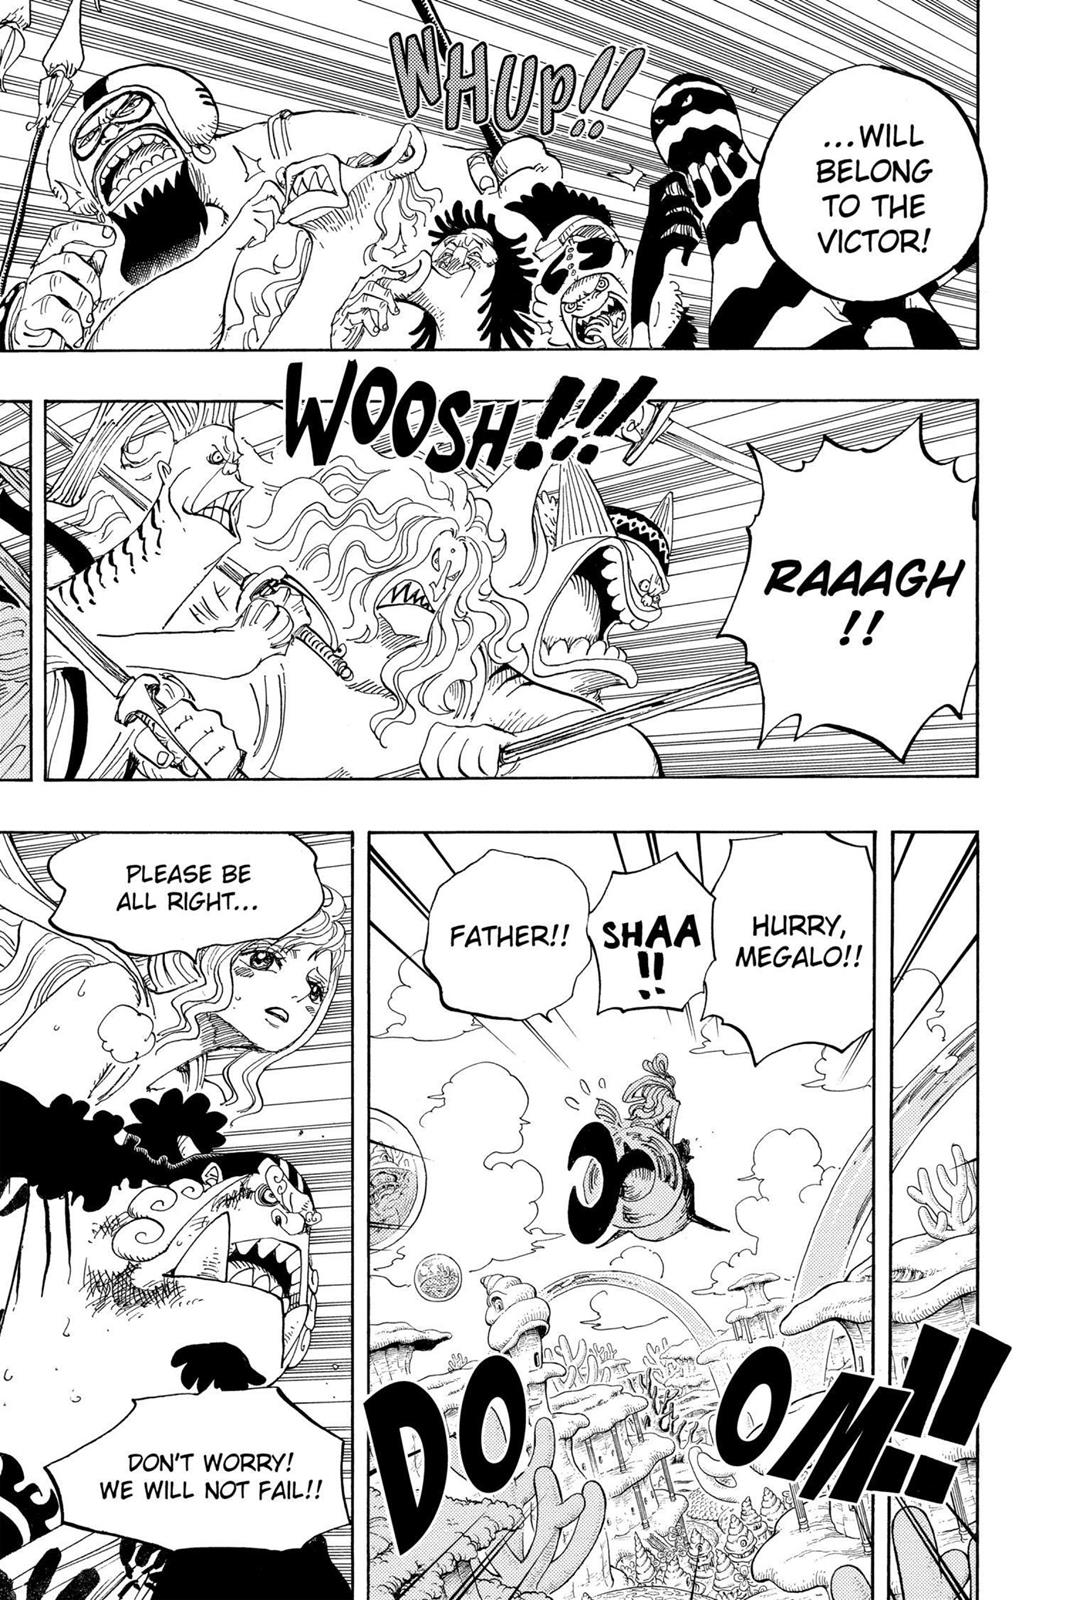 ...WILL
BELONG
TO THE
VICTOR!
WHUP!!
RAAAGH
!!
WOOSH!!!
HURRY,
MEGALO!!
SHAA
!!
FATHER!!
DOOM!!
PLEASE BE
ALL RIGHT...
DON'T WORRY!
WE WILL NOT FAIL!!